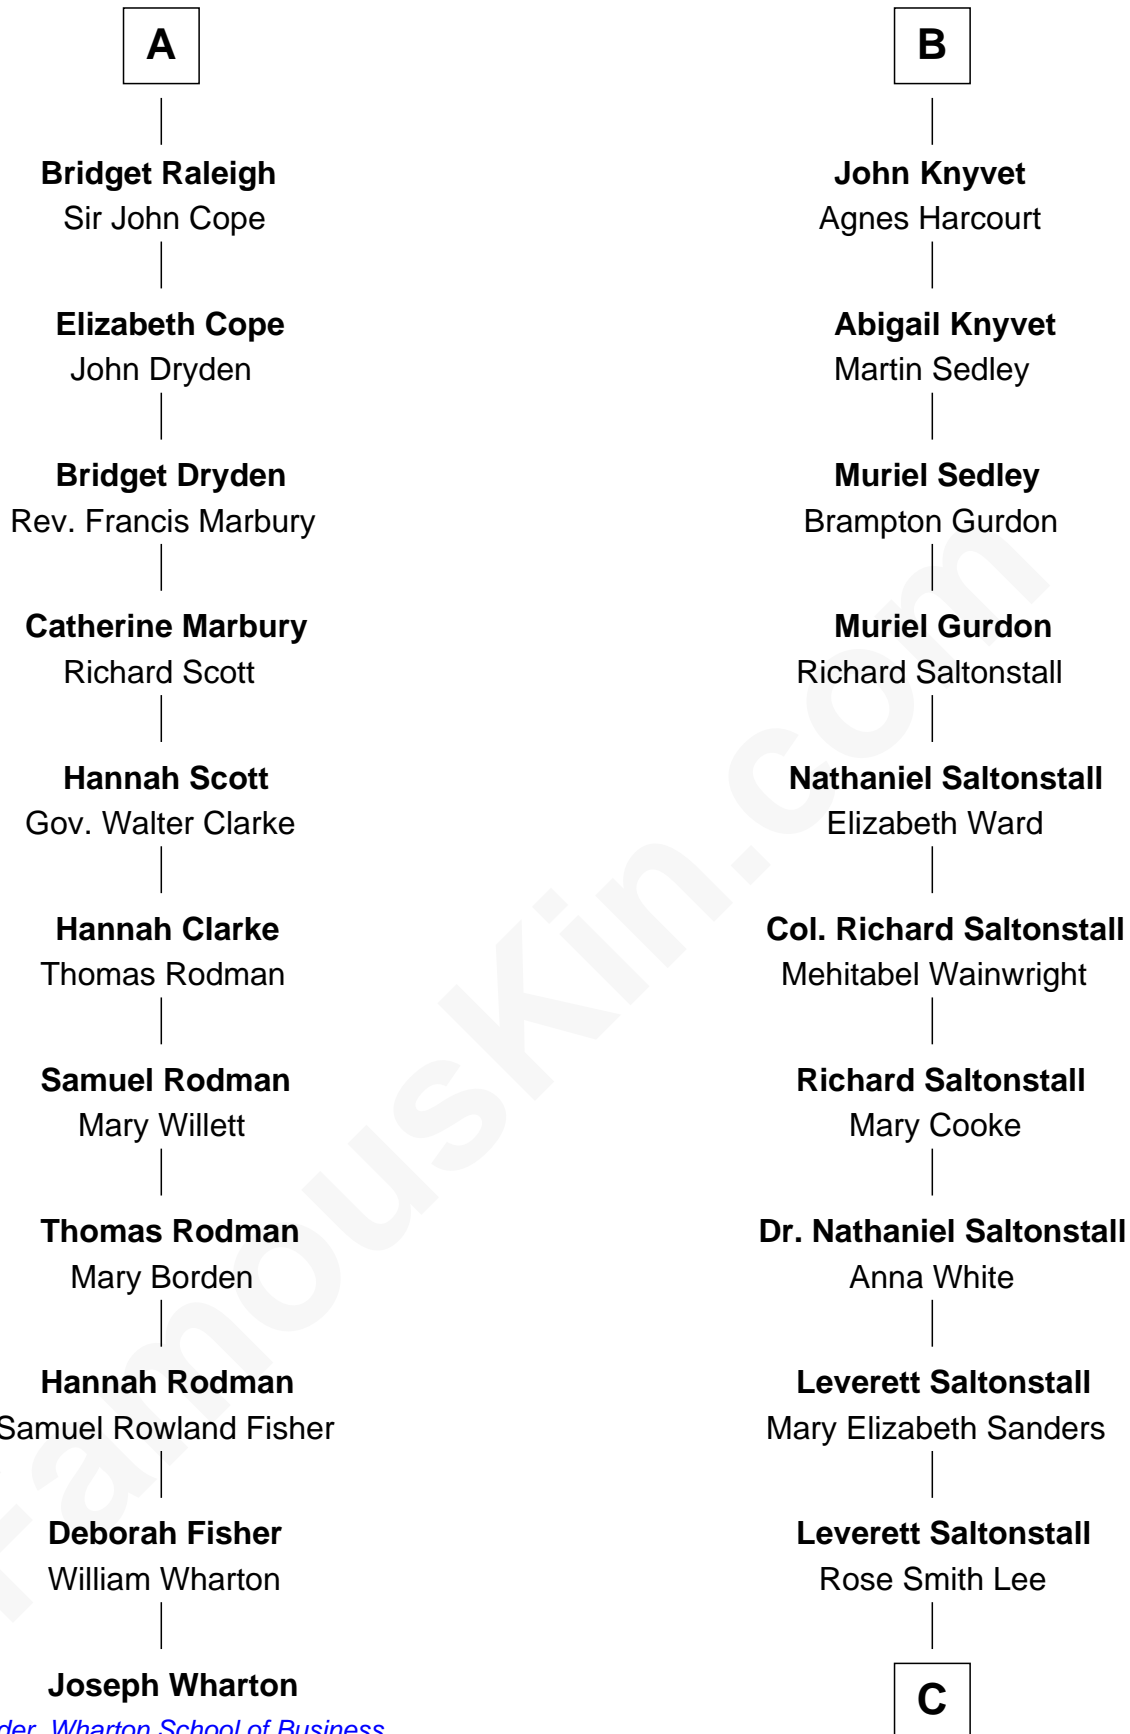 A
Bridget Raleigh
Sir John Cope
Elizabeth Cope
John Dryden
Bridget Dryden
Rev. Francis Marbury
Catherine Marbury
Richard Scott
Hannah Scott
Gov. Walter Clarke
Hannah Clarke
Thomas Rodman
Samuel Rodman
Mary Willett
Thomas Rodman
Mary Borden
Hannah Rodman
Samuel Rowland Fisher
Deborah Fisher
William Wharton
Joseph Wharton
Wharton School of Business
B
John Knyvet
Agnes Harcourt
Abigail Knyvet
Martin Sedley
Muriel Sedley
Brampton Gurdon
Muriel Gurdon
Richard Saltonstall
Nathaniel Saltonstall
Elizabeth Ward
Col. Richard Saltonstall
Mehitabel Wainwright
Richard Saltonstall
Mary Cooke
Dr. Nathaniel Saltonstall
Anna White
Leverett Saltonstall
Mary Elizabeth Sanders
Leverett Saltonstall
Rose Smith Lee
C
FamousKin.com